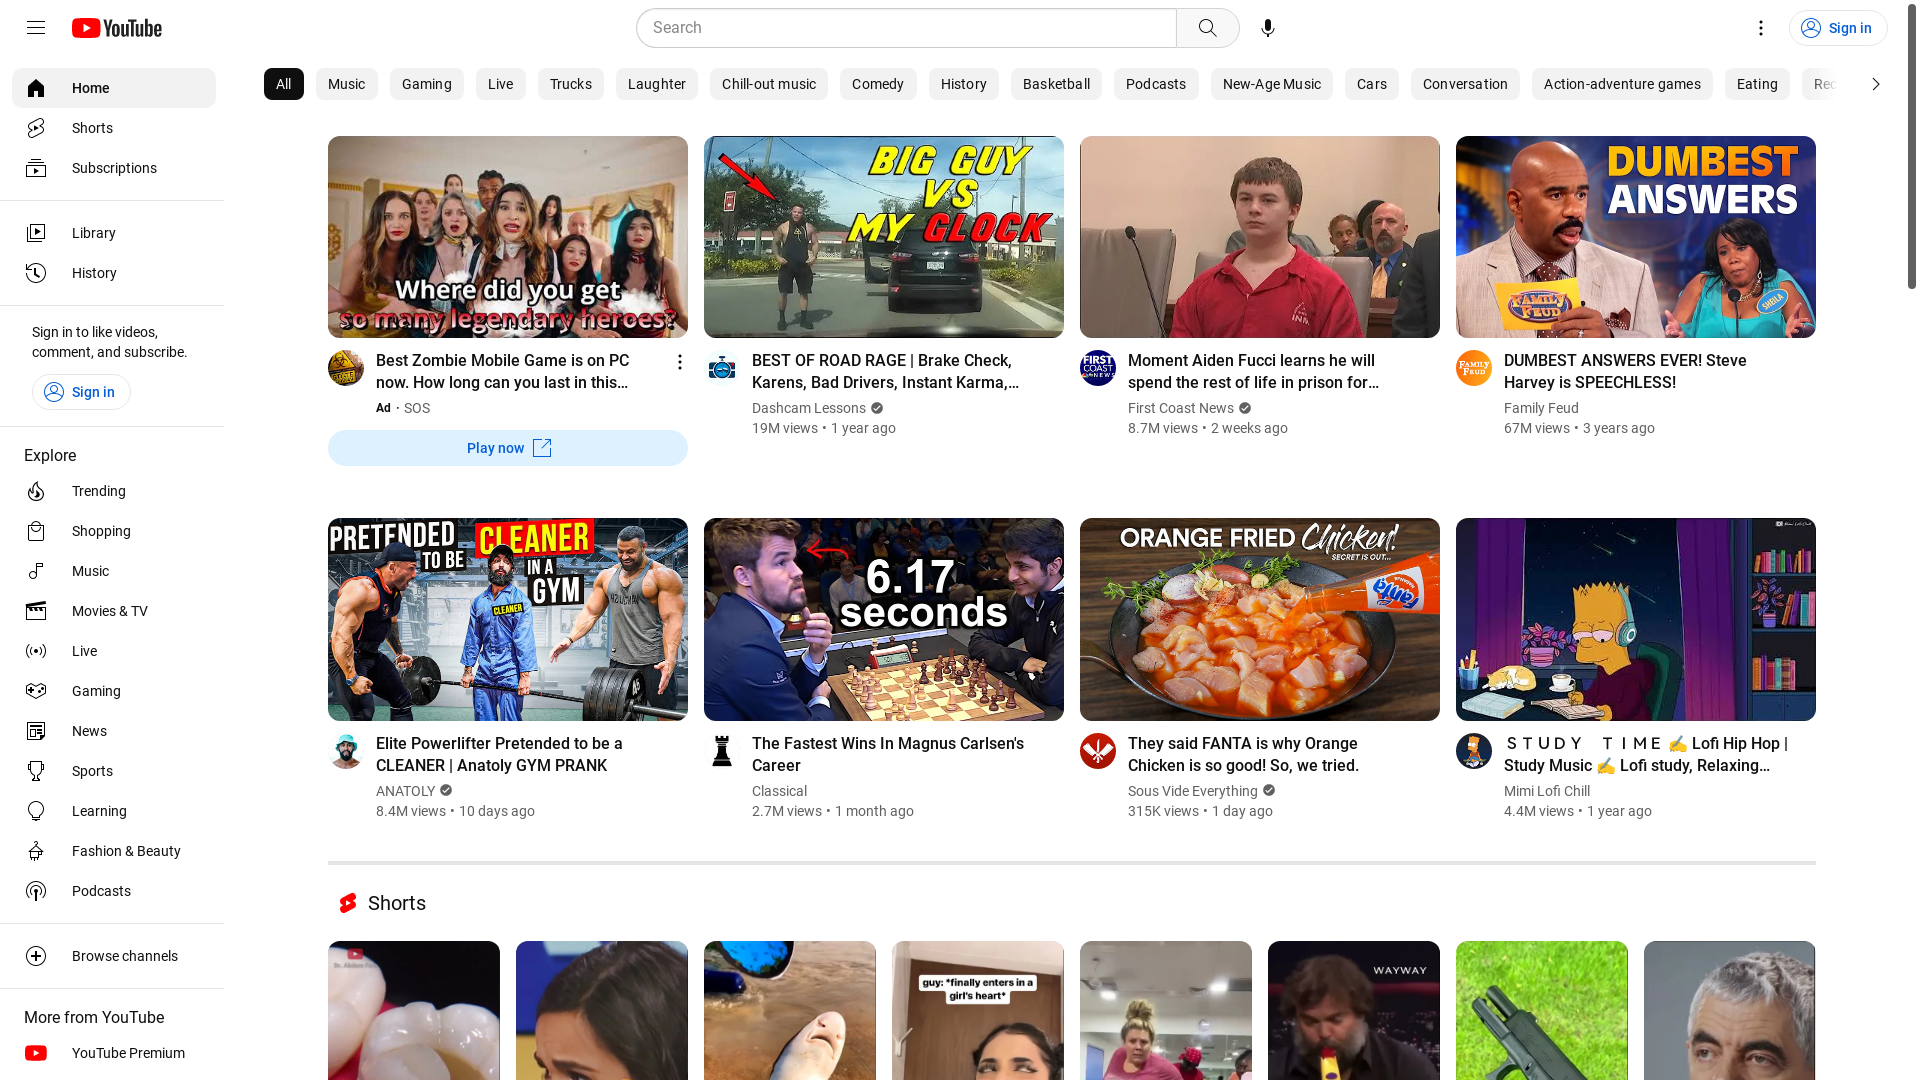 YouTube
Search
Sign in
Home
Shorts
Subscriptions
Library
History
Sign in to like videos,
comment, and subscribe.
Sign in
Explore
Trending
Shopping
Music
Movies & TV
Live
Gaming
News
Sports
Learning
Fashion & Beauty
Podcasts
Browse channels
More from YouTube
YouTube Premium
All
Music
Gaming
Live
Trucks
Laughter
Chill-out music
Comedy
History
Basketball
Podcasts
New-Age Music
Cars
Conversation
Action-adventure games
Eating
Where did you get
so many legendary heroes?
Best Zombie Mobile Game is on PC
now. How long can you last in this...
Ad · SOS
Play now
BIG GUY
VS
MY GLOCK
BEST OF ROAD RAGE | Brake Check,
Karens, Bad Drivers, Instant Karma,...
Dashcam Lessons
19M views • 1 year ago
FIRST
COAST
NEWS
Moment Aiden Fucci learns he will
spend the rest of life in prison for...
First Coast News
8.7M views • 2 weeks ago
DUMBEST
ANSWERS
FAMILY
FEUD
SHEILA
FAMILY
FEUD
DUMBEST ANSWERS EVER! Steve
Harvey is SPEECHLESS!
Family Feud
67M views • 3 years ago
PRETENDED
TO BE
CLEANER
IN A
GYM
CLEANER
Elite Powerlifter Pretended to be a
CLEANER | Anatoly GYM PRANK
ANATOLY
8.4M views • 10 days ago
6.17
seconds
The Fastest Wins In Magnus Carlsen's
Career
Classical
2.7M views • 1 month ago
ORANGE FRIED Chicken!
SECRET IS OUT...
Fanta
They said FANTA is why Orange
Chicken is so good! So, we tried.
Sous Vide Everything
315K views • 1 day ago
ＳＴＵＤＹ　ＴＩＭＥ ✍ Lofi Hip Hop |
Study Music ✍ Lofi study, Relaxing...
Mimi Lofi Chill
4.4M views • 1 year ago
Shorts
guy: *finally enters in a
girl's heart*
WAYWAY